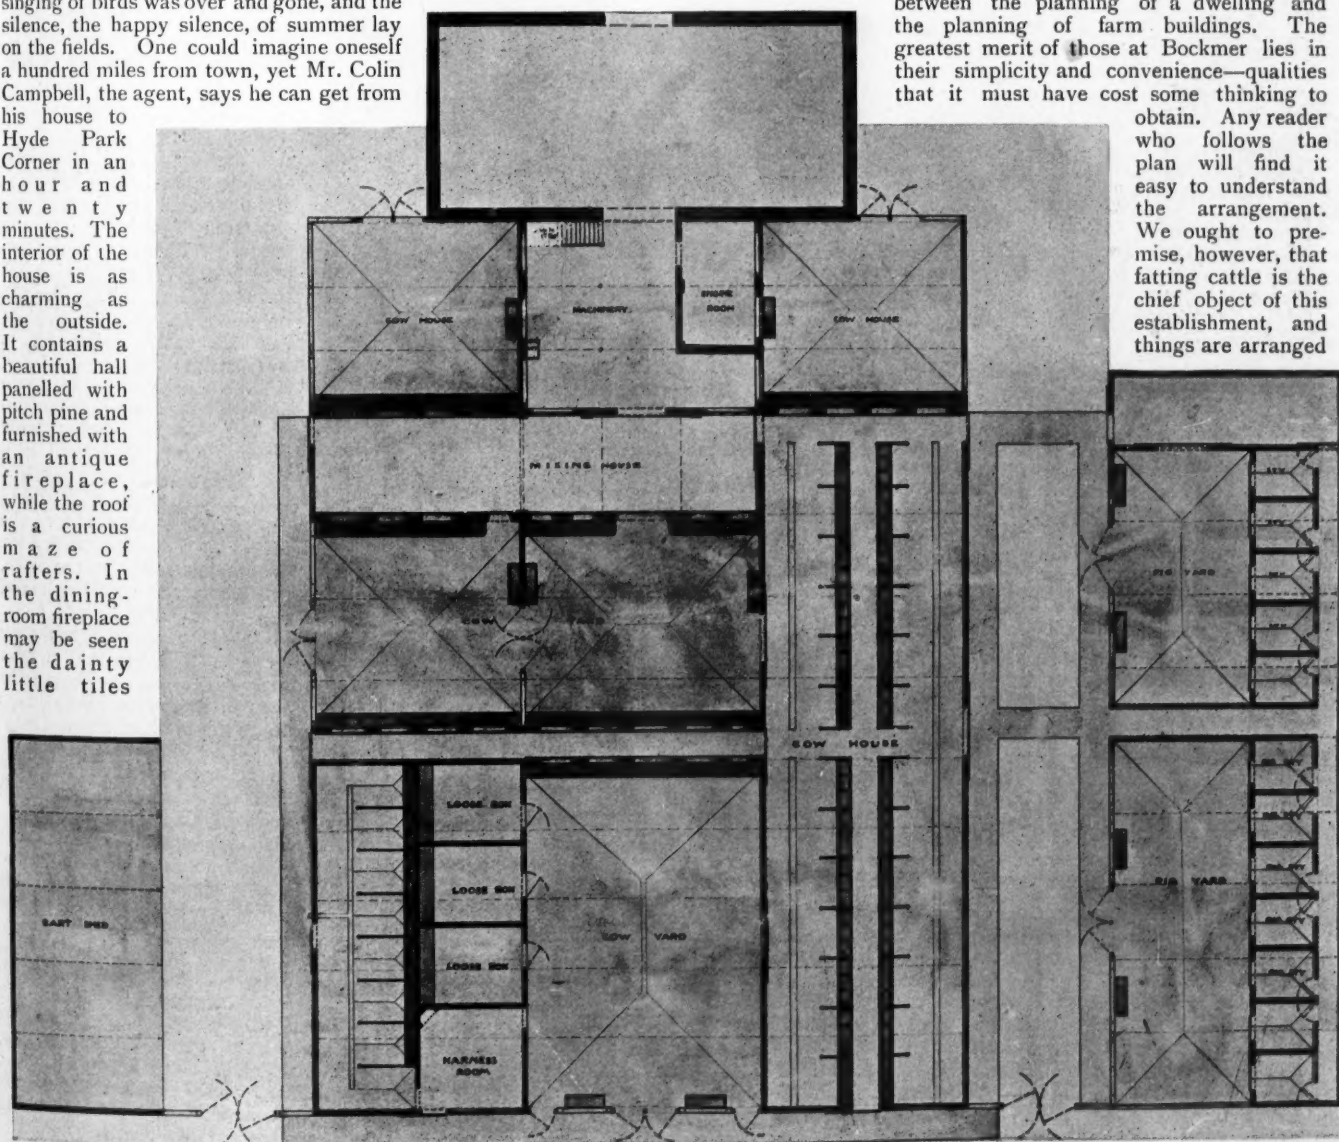 singing of birds was over and gone, and the
silence, the happy silence, of summer lay
on the fields. One could imagine oneself
a hundred miles from town, yet Mr. Colin
Campbell, the agent, says he can get from
his house to
Hyde Park
Corner in an
hour and
twenty
minutes. The
interior of the
house is as
charming as
the outside.
It contains a
beautiful hall
panelled with
pitch pine and
furnished with
an antique
fireplace,
while the roof
is a curious
maze of
rafters. In
the dining-
room fireplace
may be seen
the dainty
little tiles
between the planning of a dwelling and
the planning of farm buildings. The
greatest merit of those at Bockmer lies in
their simplicity and convenience—qualities
that it must have cost some thinking to
obtain. Any reader
who follows the
plan will find it
easy to understand
the arrangement.
We ought to pre-
mise, however, that
fatting cattle is the
chief object of this
establishment, and
things are arranged
COW HOUSE
MACHINERY
ENGINE
ROOM
COW HOUSE
MIXING HOUSE
COW YARD
PIG YARD
STY
STY
STY
STY
COW HOUSE
LOOSE BOX
LOOSE BOX
LOOSE BOX
HARNESS
ROOM
COW YARD
CART SHED
PIG YARD